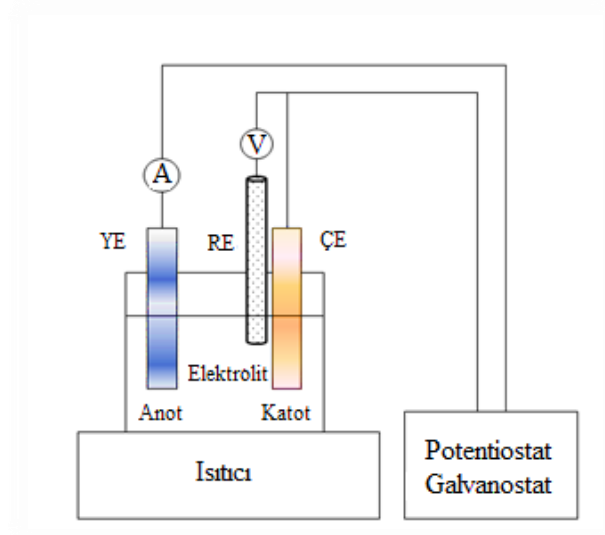 V
A
YE
RE
ÇE
Elektrolit
Anot
Katot
Isıtıcı
Potentiostat
Galvanostat